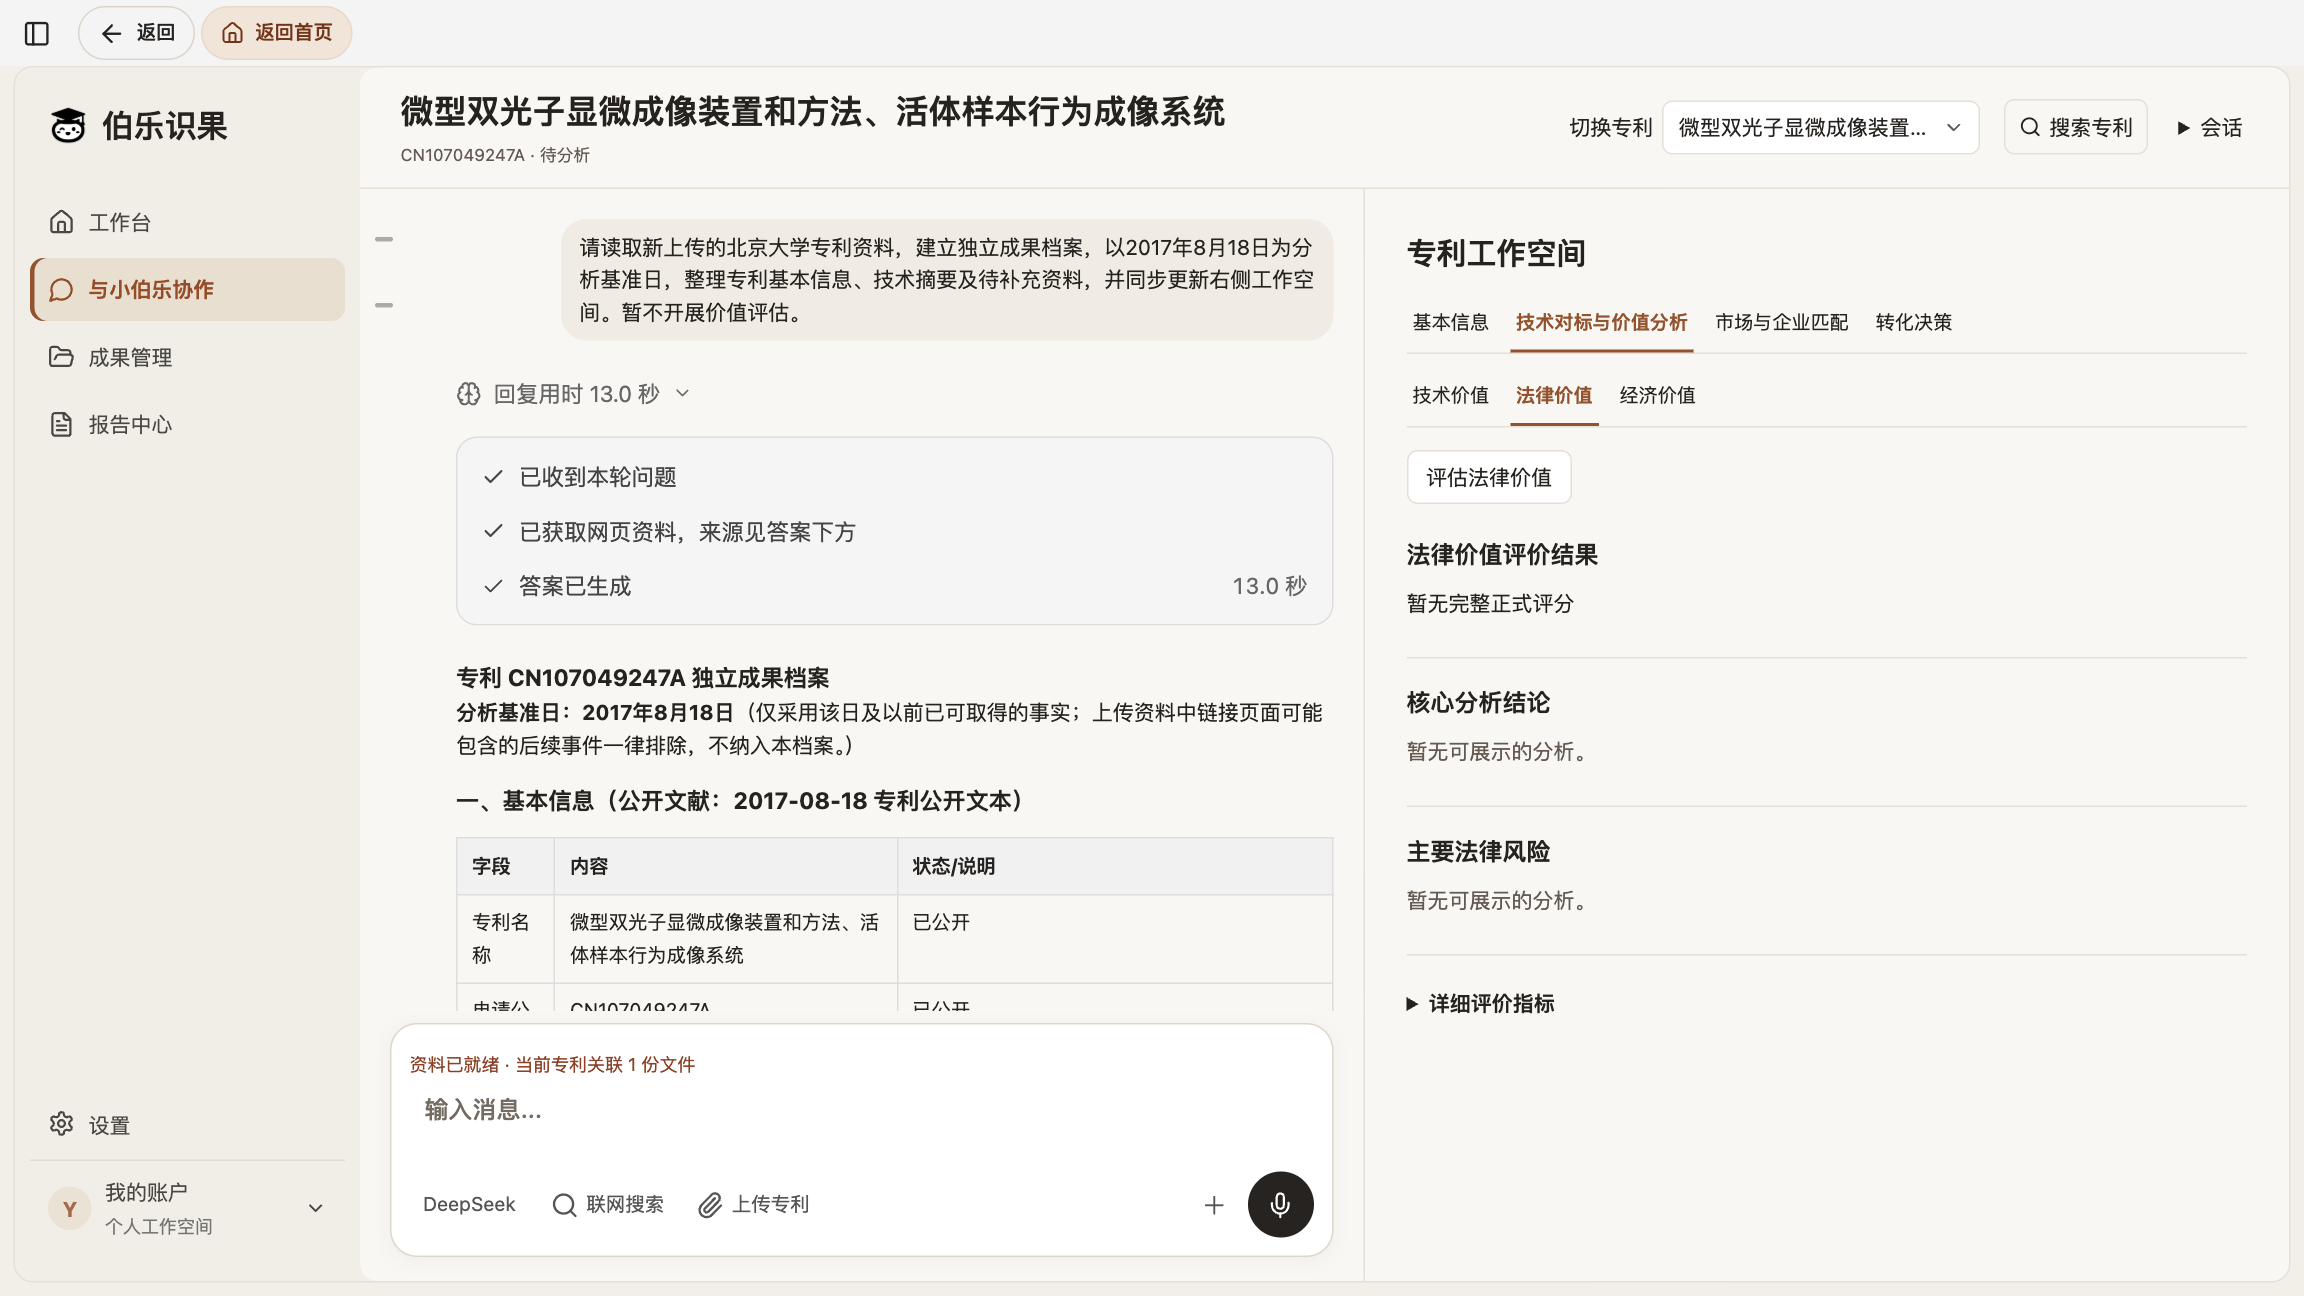 返回
返回首页
伯乐识果
工作台
与小伯乐协作
成果管理
报告中心
设置
Y
我的账户
个人工作空间
微型双光子显微成像装置和方法、活体样本行为成像系统
CN107049247A · 待分析
切换专利
微型双光子显微成像装置...
搜索专利
▶ 会话
请读取新上传的北京大学专利资料，建立独立成果档案，以2017年8月18日为分
析基准日，整理专利基本信息、技术摘要及待补充资料，并同步更新右侧工作空
间。暂不开展价值评估。
回复用时 13.0 秒
已收到本轮问题
已获取网页资料，来源见答案下方
答案已生成
13.0 秒
专利 CN107049247A 独立成果档案
分析基准日：2017年8月18日（仅采用该日及以前已可取得的事实；上传资料中链接页面可能
包含的后续事件一律排除，不纳入本档案。）
一、基本信息（公开文献：2017-08-18 专利公开文本）
字段
内容
状态/说明
专利名
称
微型双光子显微成像装置和方法、活
体样本行为成像系统
已公开
申请公
CN107049247A
已公开
资料已就绪 · 当前专利关联 1 份文件
输入消息...
DeepSeek
联网搜索
上传专利
专利工作空间
基本信息
技术对标与价值分析
市场与企业匹配
转化决策
技术价值
法律价值
经济价值
评估法律价值
法律价值评价结果
暂无完整正式评分
核心分析结论
暂无可展示的分析。
主要法律风险
暂无可展示的分析。
▶ 详细评价指标